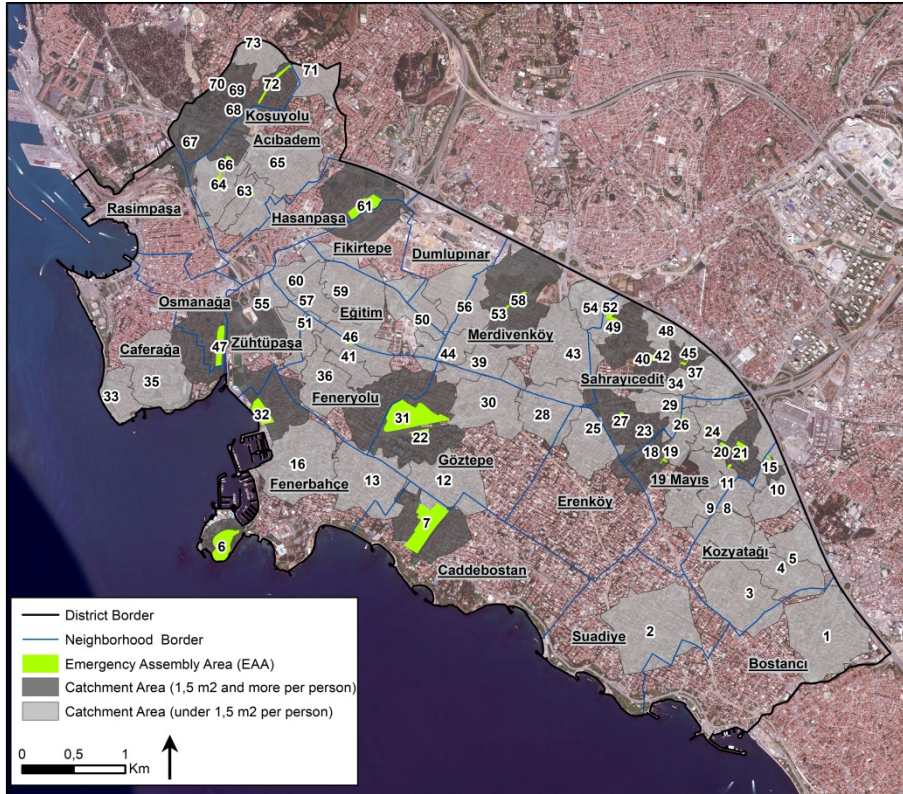 73
71
70
69
72
68
Koşuyolu
67
Acıbadem
66
65
64
63
Rasimpaşa
61
Hasanpaşa
Fikirtepe
Dumlupınar
60
59
Osmanağa
55
57
56
58
54
52
53
Eğitim
50
51
49
48
Zühtüpaşa
46
Merdivenköy
47
Caferağa
41
44
39
43
40
42
45
Sahrayıcedit
37
35
36
34
33
Feneryolu
30
29
32
31
28
27
26
25
23
24
22
20
21
Göztepe
18
19
16
15
Fenerbahçe
13
12
19 Mayıs
11
10
Erenköy
9
8
7
6
Kozyatağı
5
Caddebostan
4
3
2
1
Suadiye
Bostancı
District Border
Neighborhood Border
Emergency Assembly Area (EAA)
Catchment Area (1,5 m2 and more per person)
Catchment Area (under 1,5 m2 per person)
0 0,5 1
Km